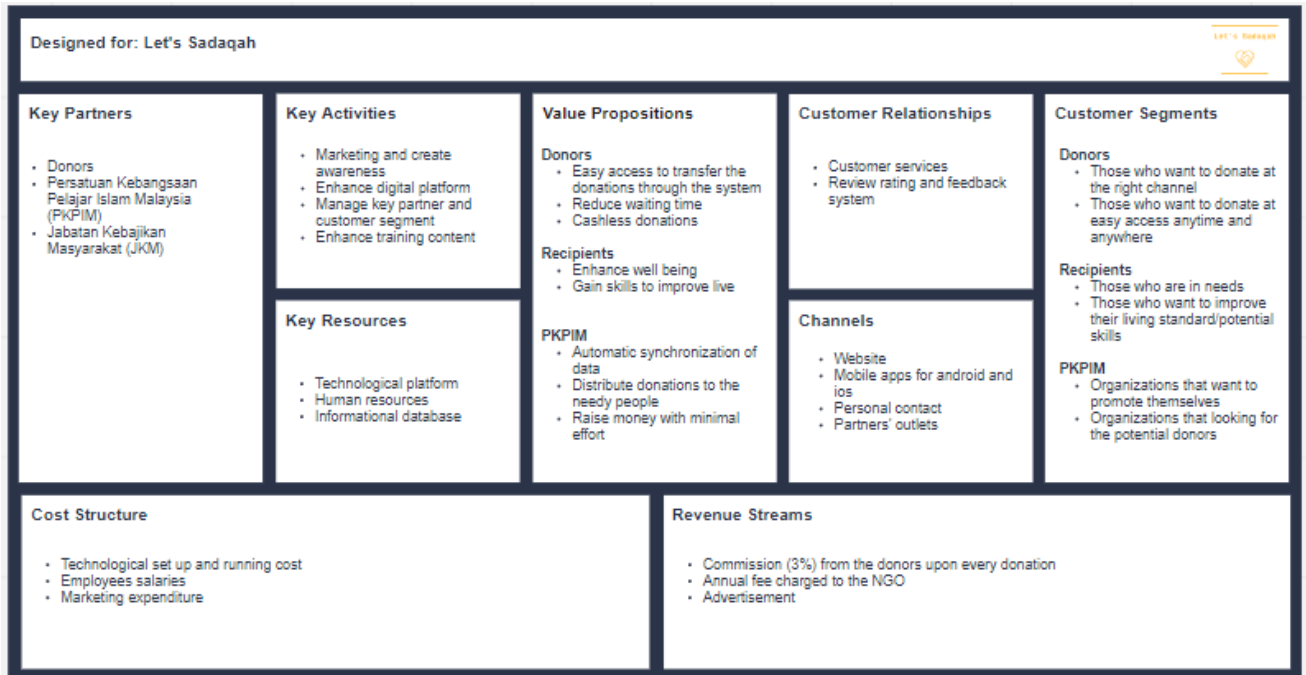 Designed for: Let's Sadaqah
Let's Sadaqah
Key Partners
Donors
Persatuan Kebangsaan
Pelajar Islam Malaysia
(PKPIM)
Jabatan Kebajikan
Masyarakat (JKM)
Key Activities
Marketing and create
awareness
Enhance digital platform
Manage key partner and
customer segment
Enhance training content
Key Resources
Technological platform
Human resources
Informational database
Value Propositions
Donors
Easy access to transfer the
donations through the system
Reduce waiting time
Cashless donations
Recipients
Enhance well being
Gain skills to improve live
PKPIM
Automatic synchronization of
data
Distribute donations to the
needy people
Raise money with minimal
effort
Customer Relationships
Customer services
Review rating and feedback
system
Channels
Website
Mobile apps for android and
ios
Personal contact
Partners' outlets
Customer Segments
Donors
Those who want to donate at
the right channel
Those who want to donate at
easy access anytime and
anywhere
Recipients
Those who are in needs
Those who want to improve
their living standard/potential
skills
PKPIM
Organizations that want to
promote themselves
Organizations that looking for
the potential donors
Cost Structure
Technological set up and running cost
Employees salaries
Marketing expenditure
Revenue Streams
Commission (3%) from the donors upon every donation
Annual fee charged to the NGO
Advertisement